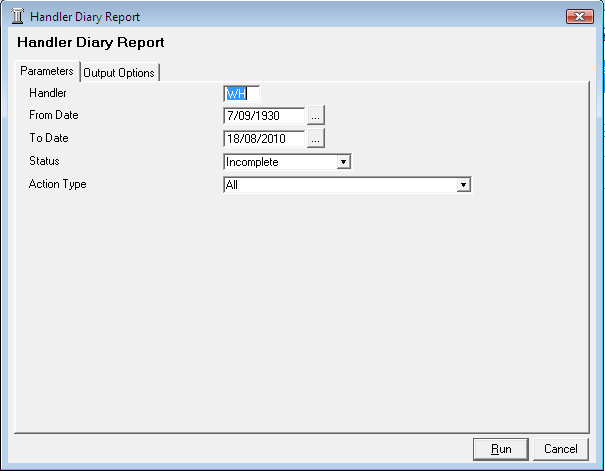 Handler Diary Report
Handler Diary Report
Parameters Output Options
Handler WH
From Date 7/09/1930 ...
To Date 18/08/2010 ...
Status Incomplete
Action Type All
Run Cancel